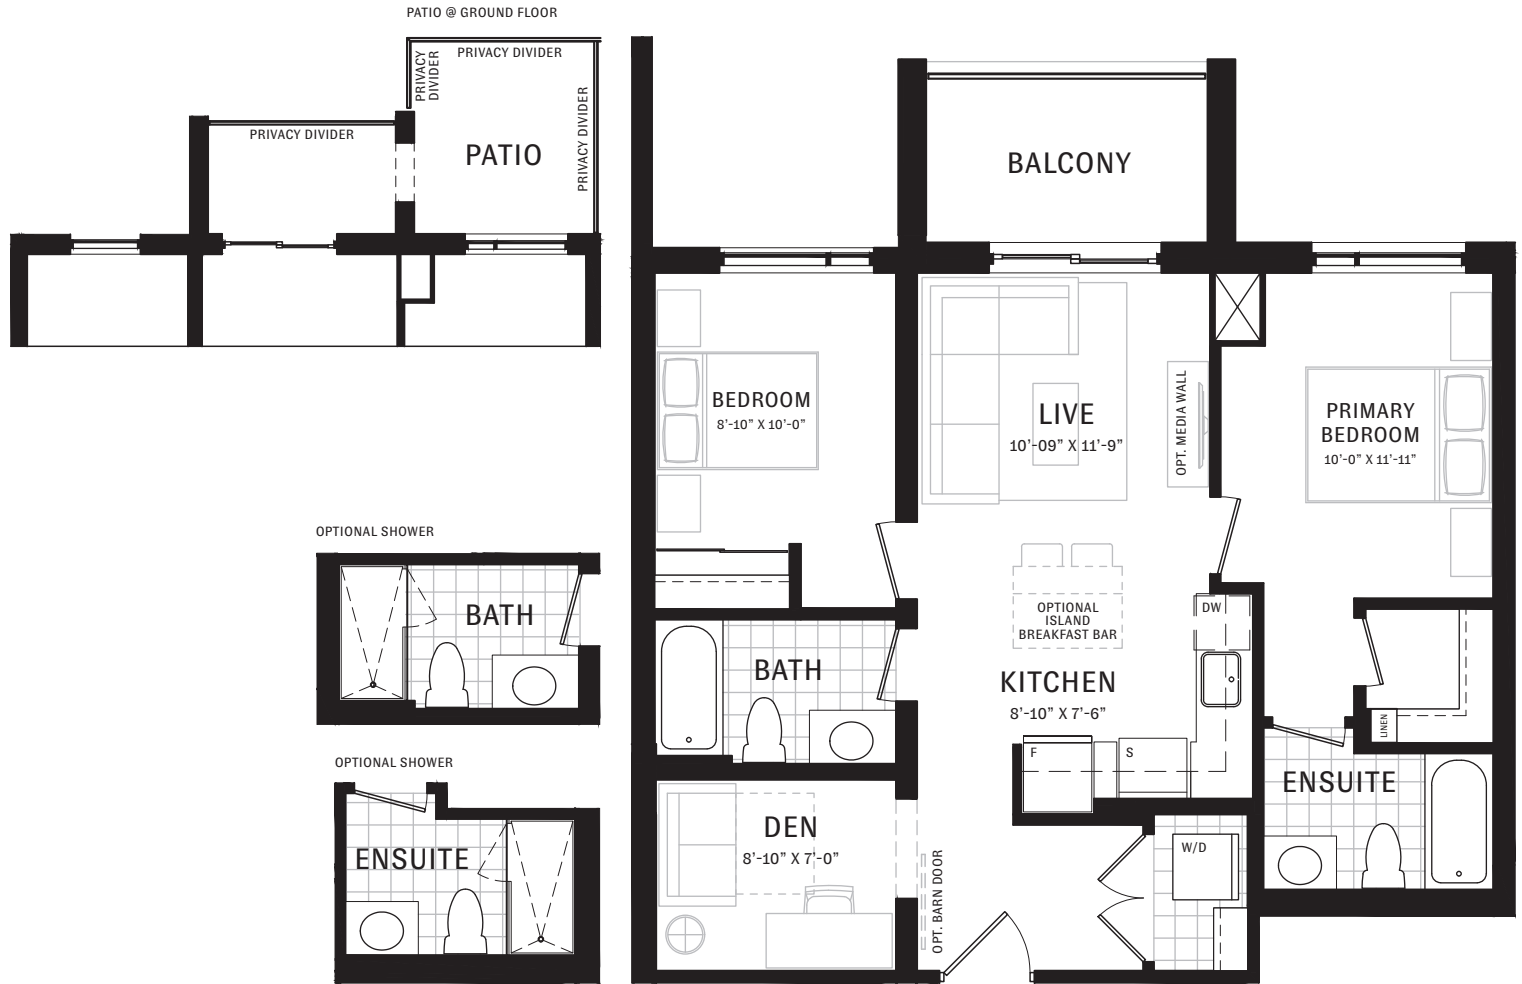 PATIO @ GROUND FLOOR
PRIVACY DIVIDER
PRIVACY
DIVIDER
PRIVACY DIVIDER
PRIVACY DIVIDER
PATIO
BALCONY
BEDROOM
8'-10" X 10'-0"
LIVE
10'-09" X 11'-9"
OPT. MEDIA WALL
PRIMARY
BEDROOM
10'-0" X 11'-11"
OPTIONAL SHOWER
BATH
OPTIONAL
ISLAND
BREAKFAST BAR
DW
BATH
KITCHEN
8'-10" X 7'-6"
F
S
LINEN
ENSUITE
OPTIONAL SHOWER
ENSUITE
DEN
8'-10" X 7'-0"
OPT. BARN DOOR
W/D